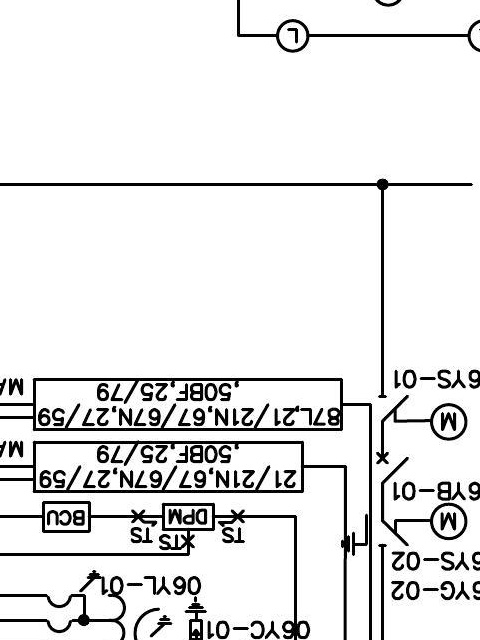 06YC-01
06YL-01
6YG-02
6YS-02
TS
TS
TS
M
DPM
BCU
6YB-01
21/21N,67/67N,27/59
,50BF,25/79
MA
M
87L,21/21N,67/67N,27/59
,50BF,25/79
MA
6YS-01
L